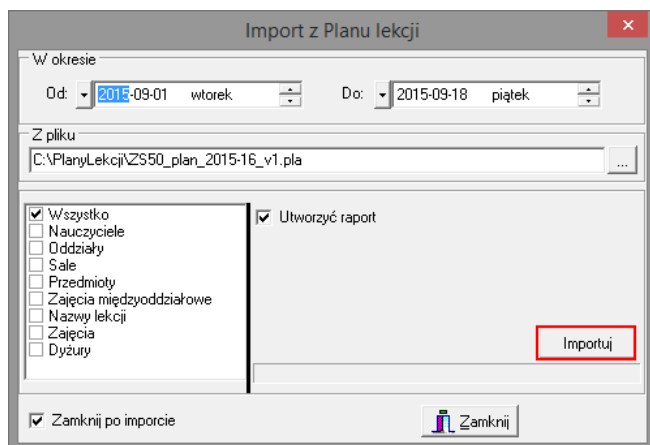 Import z Planu lekcji
W okresie
Od: 2015-09-01 wtorek Do: 2015-09-18 piątek
Z pliku
C:\PlanyLekcji\ZS50_plan_2015-16_v1.pla ...
Wszystko
Nauczyciele
Oddziały
Sale
Przedmioty
Zajęcia międzyoddziałowe
Nazwy lekcji
Zajęcia
Dyżury
Utworzyć raport
Importuj
Zamknij po imporcie Zamknij